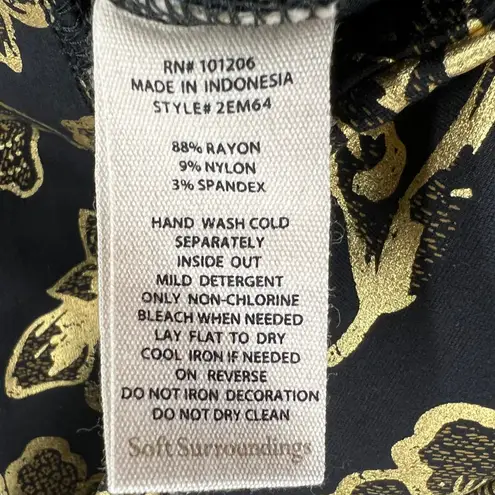 RN# 101206
MADE IN INDONESIA
STYLE# 2EM64
88% RAYON
9% NYLON
3% SPANDEX
HAND WASH COLD
SEPARATELY
INSIDE OUT
MILD DETERGENT
ONLY NON-CHLORINE
BLEACH WHEN NEEDED
LAY FLAT TO DRY
COOL IRON IF NEEDED
ON REVERSE
DO NOT IRON DECORATION
DO NOT DRY CLEAN
Soft Surroundings